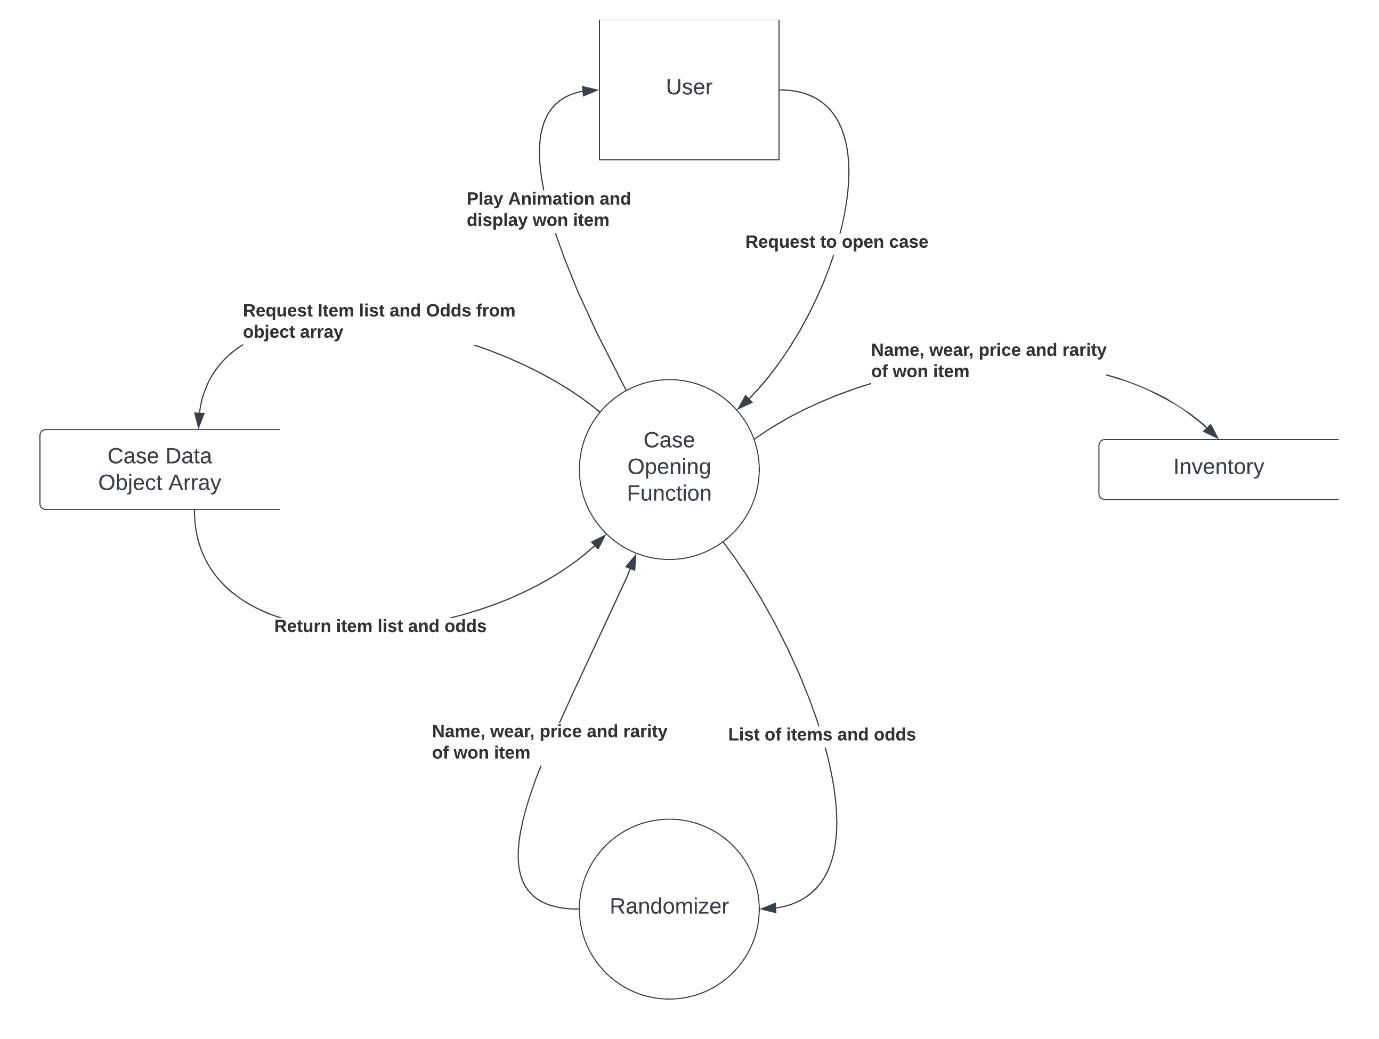 User
Play Animation and
display won item
Request to open case
Request Item list and Odds from
object array
Name, wear, price and rarity
of won item
Case Data
Object Array
Case
Opening
Function
Inventory
Return item list and odds
Name, wear, price and rarity
of won item
List of items and odds
Randomizer